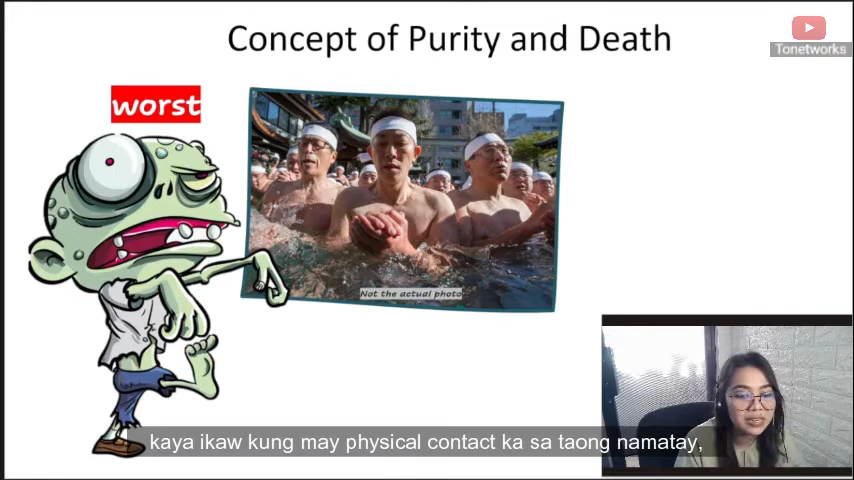 Concept of Purity and Death
Tonetworks
worst
Not the actual photo
kaya ikaw kung may physical contact ka sa taong namatay,